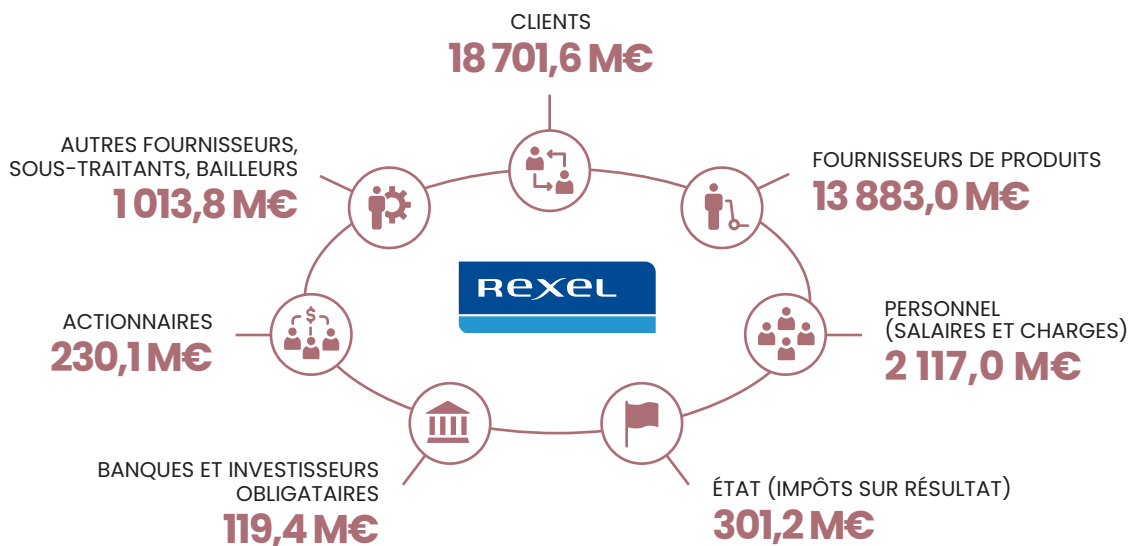 CLIENTS
18 701,6 M€
AUTRES FOURNISSEURS,
SOUS-TRAITANTS, BAILLEURS
1 013,8 M€
FOURNISSEURS DE PRODUITS
13 883,0 M€
REXEL
ACTIONNAIRES
230,1 M€
PERSONNEL
(SALAIRES ET CHARGES)
2 117,0 M€
BANQUES ET INVESTISSEURS
OBLIGATAIRES
119,4 M€
ÉTAT (IMPÔTS SUR RÉSULTAT)
301,2 M€
$